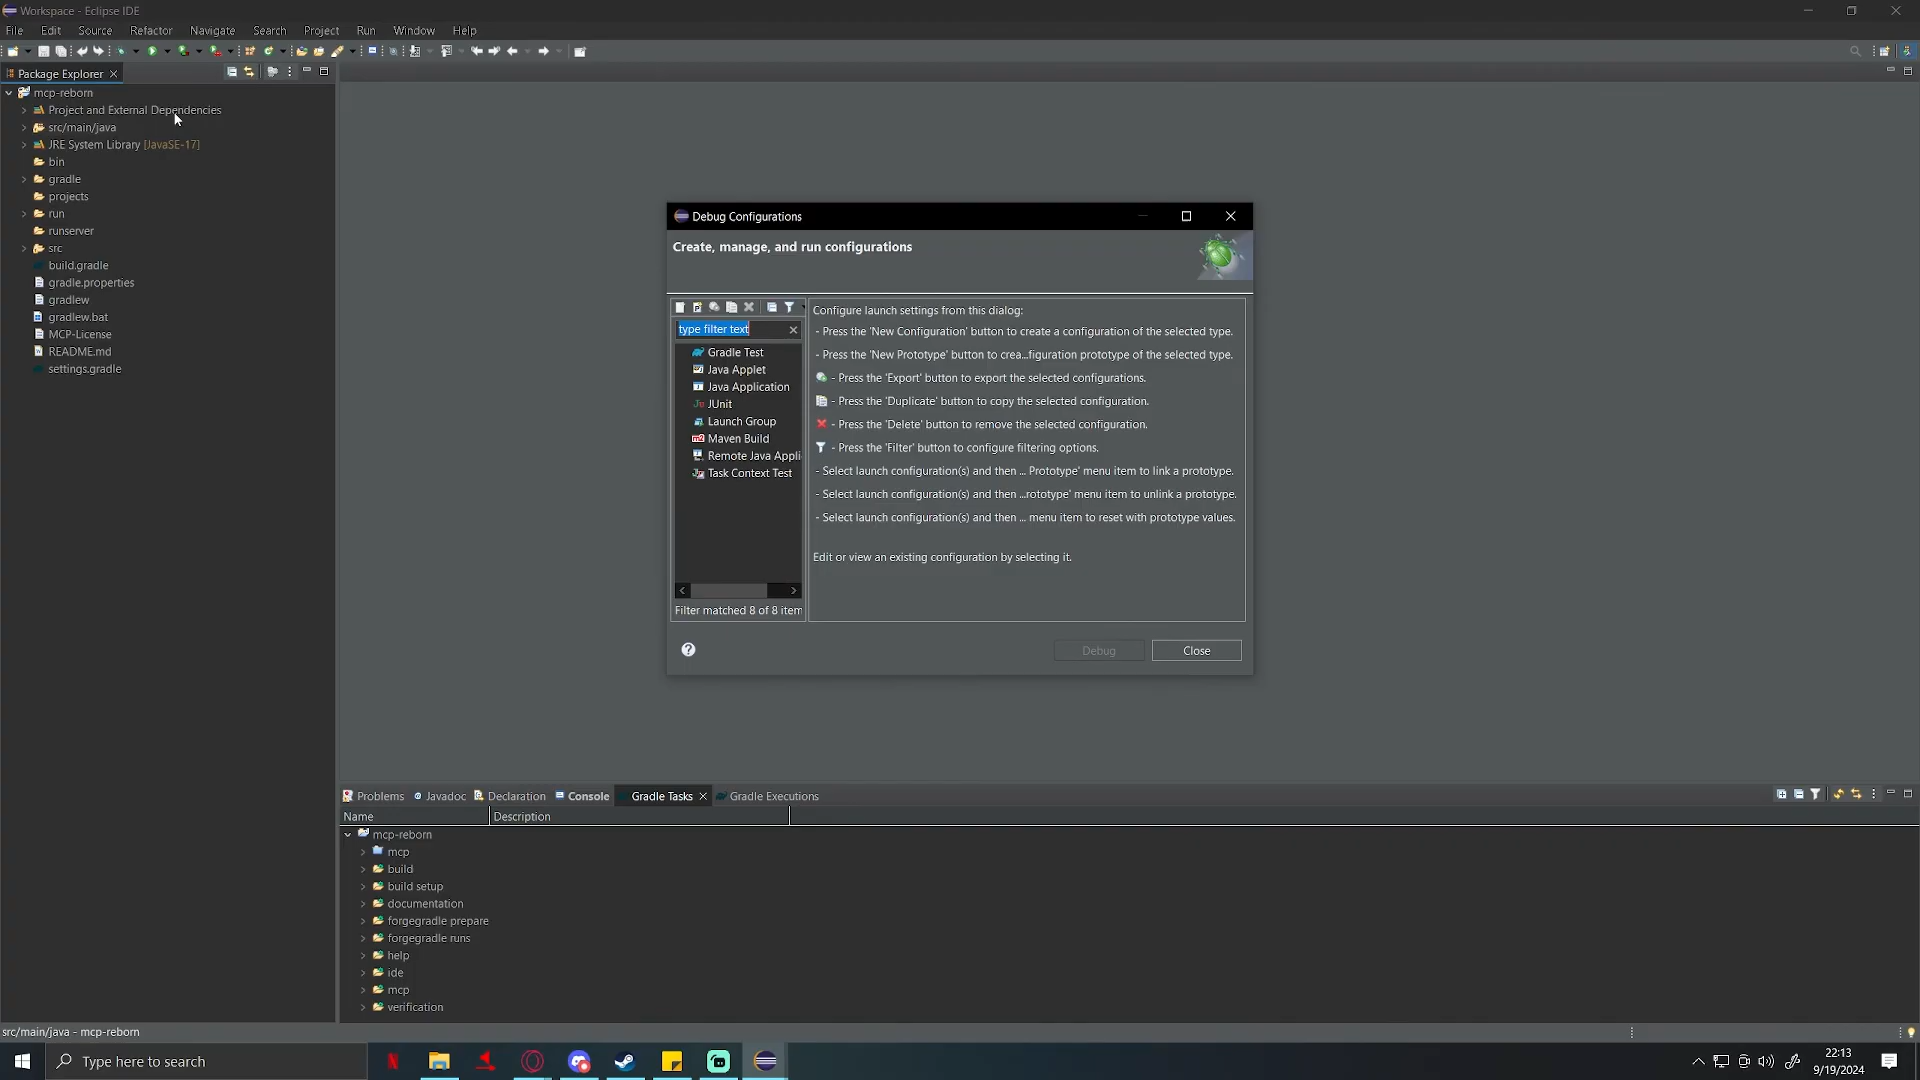 Workspace - Eclipse IDE
File Edit Source Refactor Navigate Search Project Run Window Help
Package Explorer
mcp-reborn
Project and External Dependencies
src/main/java
JRE System Library [JavaSE-17]
bin
gradle
projects
run
runserver
src
build.gradle
gradle.properties
gradlew
gradlew.bat
MCP-License
README.md
settings.gradle
Debug Configurations
Create, manage, and run configurations
type filter text
Gradle Test
Java Applet
Java Application
JUnit
Launch Group
Maven Build
Remote Java Appli
Task Context Test
Filter matched 8 of 8 item
Configure launch settings from this dialog:
- Press the 'New Configuration' button to create a configuration of the selected type.
- Press the 'New Prototype' button to crea...figuration prototype of the selected type.
- Press the 'Export' button to export the selected configurations.
- Press the 'Duplicate' button to copy the selected configuration.
- Press the 'Delete' button to remove the selected configuration.
- Press the 'Filter' button to configure filtering options.
- Select launch configuration(s) and then ... Prototype' menu item to link a prototype.
- Select launch configuration(s) and then ...rototype' menu item to unlink a prototype.
- Select launch configuration(s) and then ... menu item to reset with prototype values.
Edit or view an existing configuration by selecting it.
Debug Close
Problems Javadoc Declaration Console Gradle Tasks Gradle Executions
Name Description
mcp-reborn
mcp
build
build setup
documentation
forgegradle prepare
forgegradle runs
help
ide
mcp
verification
src/main/java - mcp-reborn
Type here to search
22:13
9/19/2024